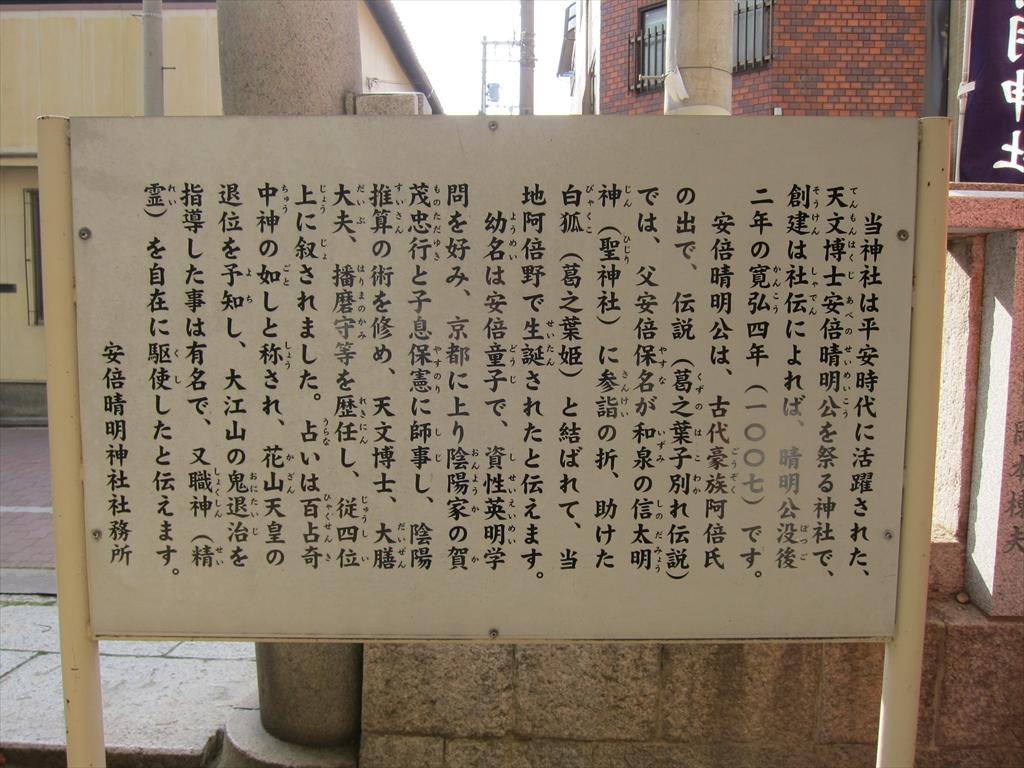 当神社は平安時代に活躍された、
天文博士安倍晴明公を祭る神社で、
創建は社伝によれば、晴明公没後
二年の寛弘四年（一〇〇七）です。
安倍晴明公は、古代豪族阿倍氏
の出で、伝説（葛之葉子別れ伝説）
では、父安倍保名が和泉の信太明
神（聖神社）に参詣の折、助けた
白狐（葛之葉姫）と結ばれて、当
地阿倍野で生誕されたと伝えます。
幼名は安倍童子で、資性英明学
問を好み、京都に上り陰陽家の賀
茂忠行と子息保憲に師事し、陰陽
推算の術を修め、天文博士、大膳
大夫、播磨守等を歴任し、従四位
上に叙されました。占いは百占奇
中神の如しと称され、花山天皇の
退位を予知し、大江山の鬼退治を
指導した事は有名で、又職神（精
霊）を自在に駆使したと伝えます。
安倍晴明神社社務所
明神社